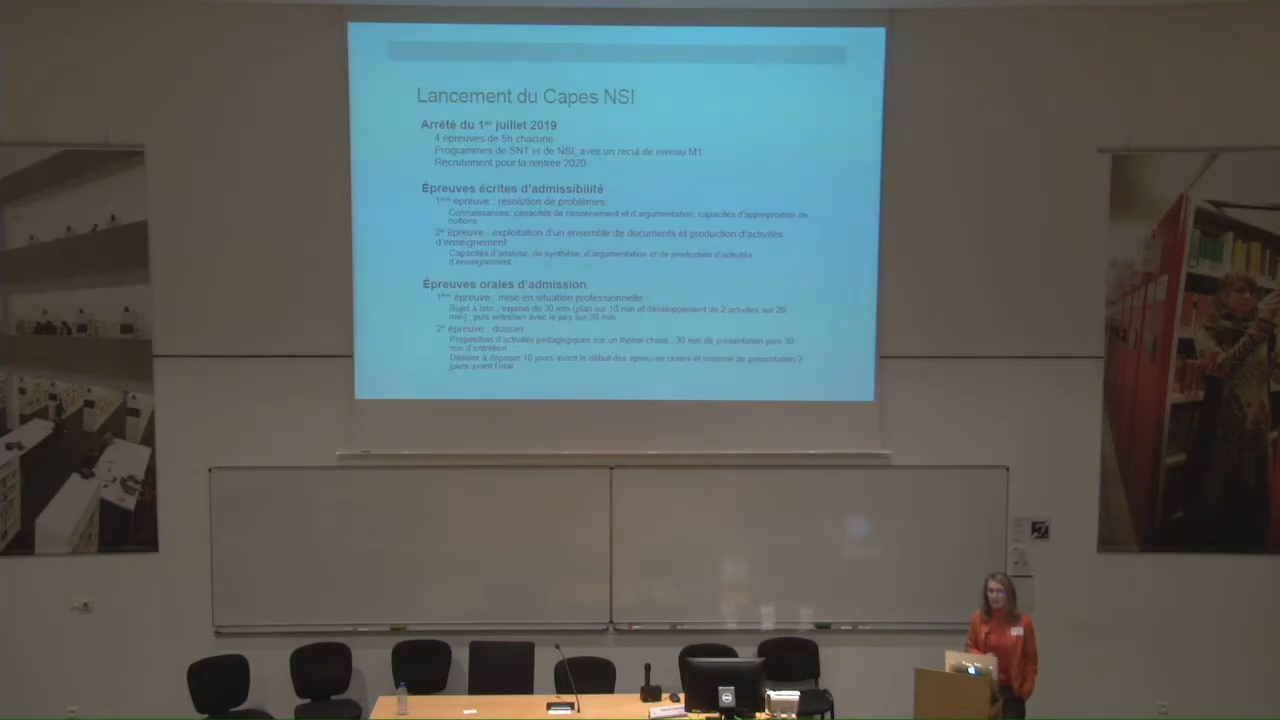 Lancement du Capes NSI
Arrêté du 1er juillet 2019
4 épreuves de 5h chacune
Programmes de SNT et de NSI, avec un recul de niveau M1
Recrutement pour la rentrée 2020
Épreuves écrites d'admissibilité
1ère épreuve : résolution de problèmes
Connaissances, capacités de raisonnement et d'argumentation, capacités d'appropriation de
notions
2e épreuve : exploitation d'un ensemble de documents et production d'activités
d'enseignement
Capacités d'analyse, de synthèse, d'argumentation et de production d'activités
d'enseignement
Épreuves orales d'admission
1ère épreuve : mise en situation professionnelle
Sujet à tirer ; exposé de 30 min (plan sur 10 min et développement de 2 activités sur 20
min) ; puis entretien avec le jury sur 30 min
2e épreuve : dossier
Proposition d'activités pédagogiques sur un thème choisi : 30 min de présentation puis 30
min d'entretien
Dossier à déposer 10 jours avant le début des épreuves orales et matériel de présentation 3
jours avant l'oral
DELL